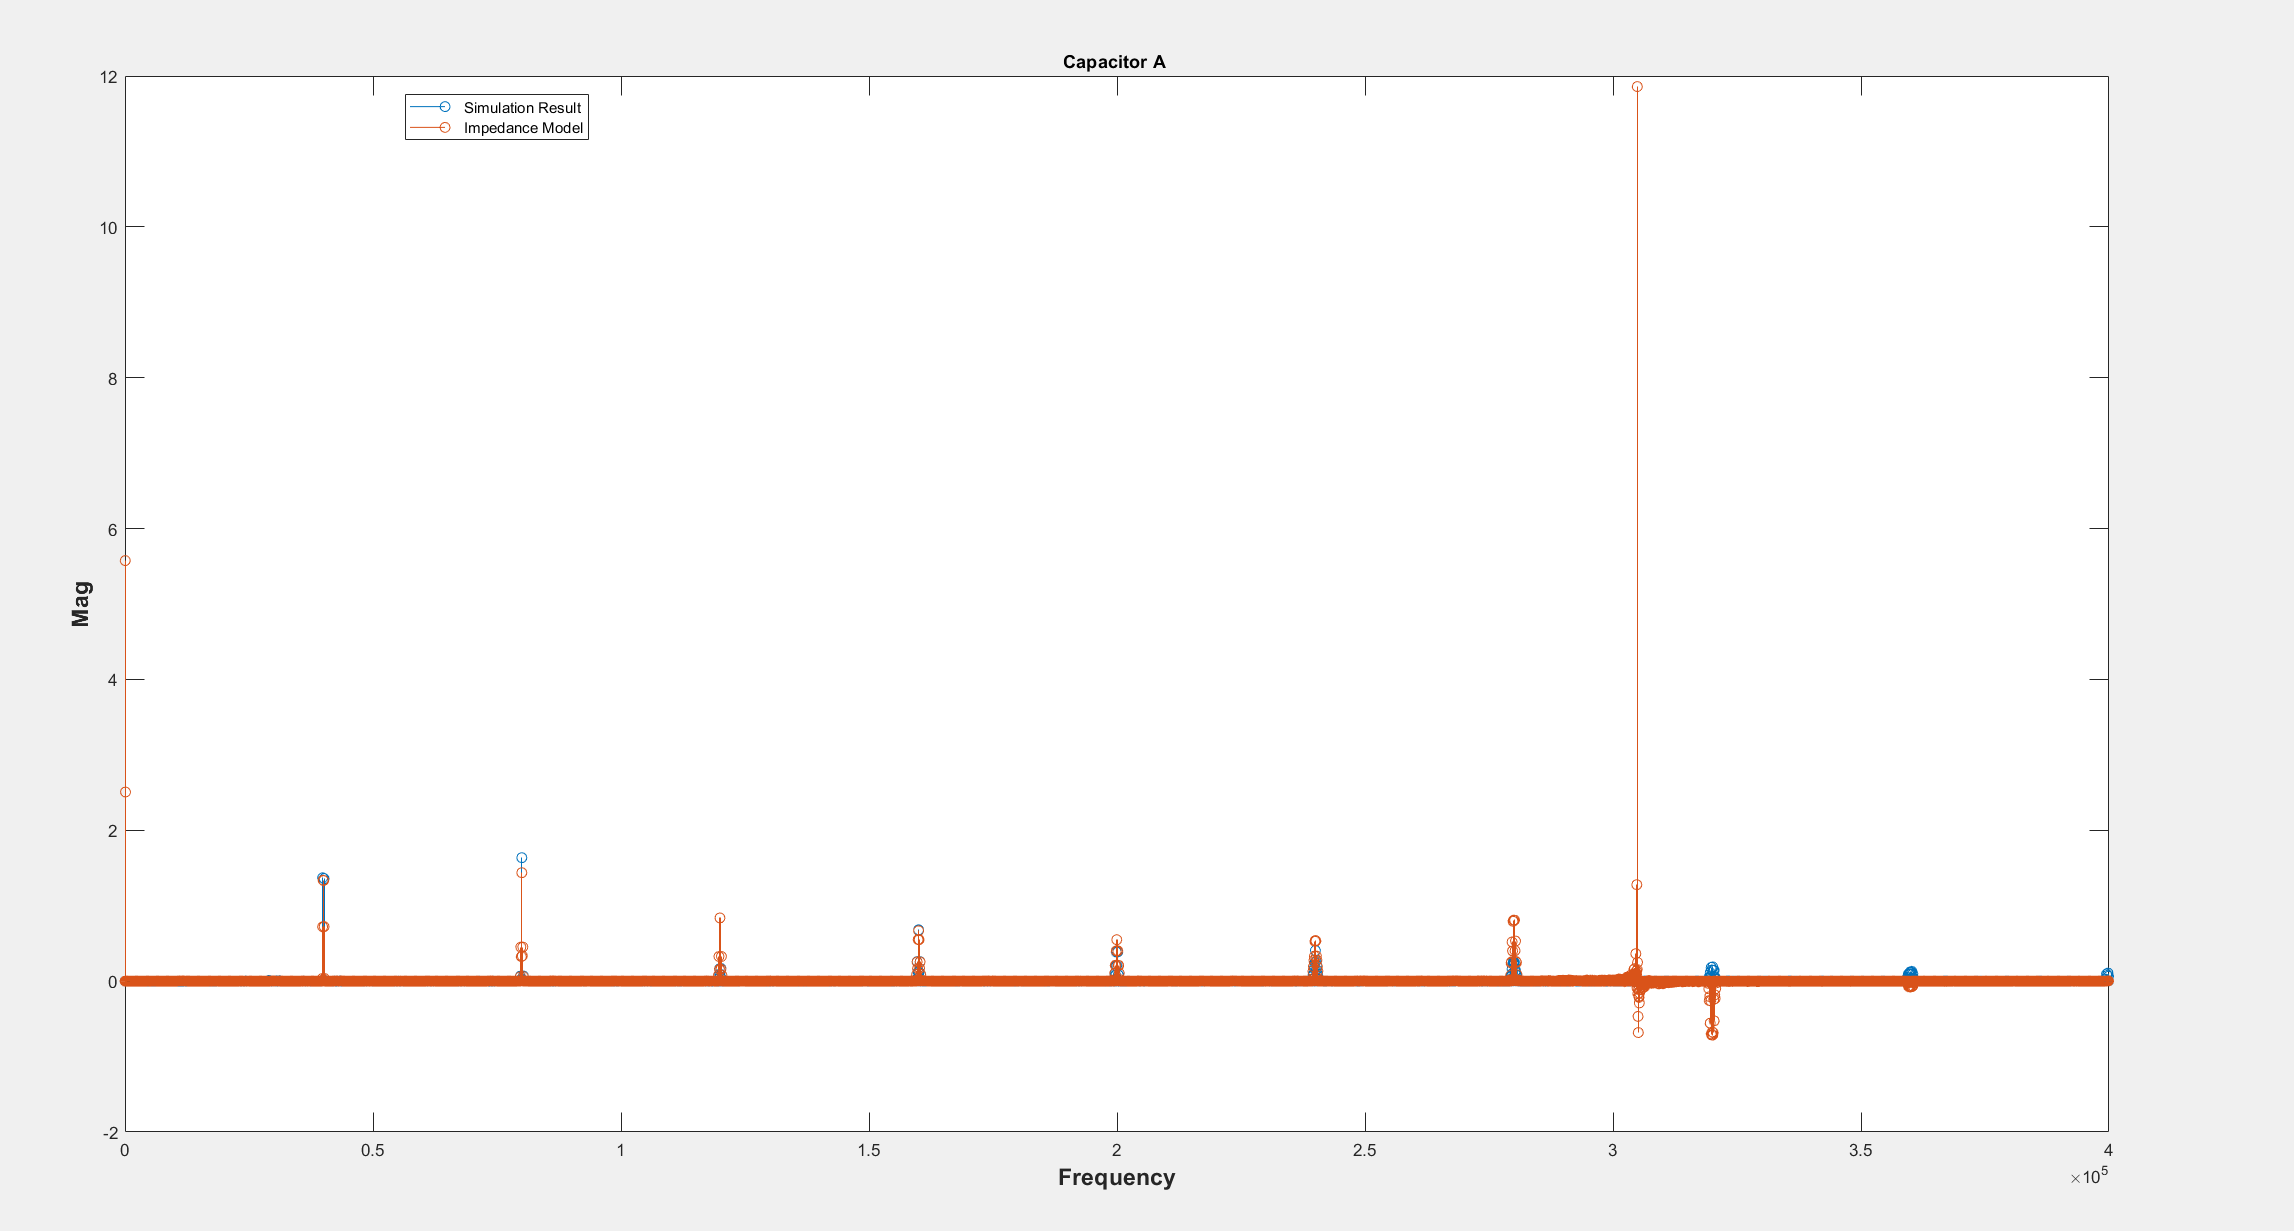 Capacitor A
12
10
8
6
4
2
0
-2
Simulation Result
Impedance Model
Mag
0 0.5 1 1.5 2 2.5 3 3.5 4
×10^5
Frequency